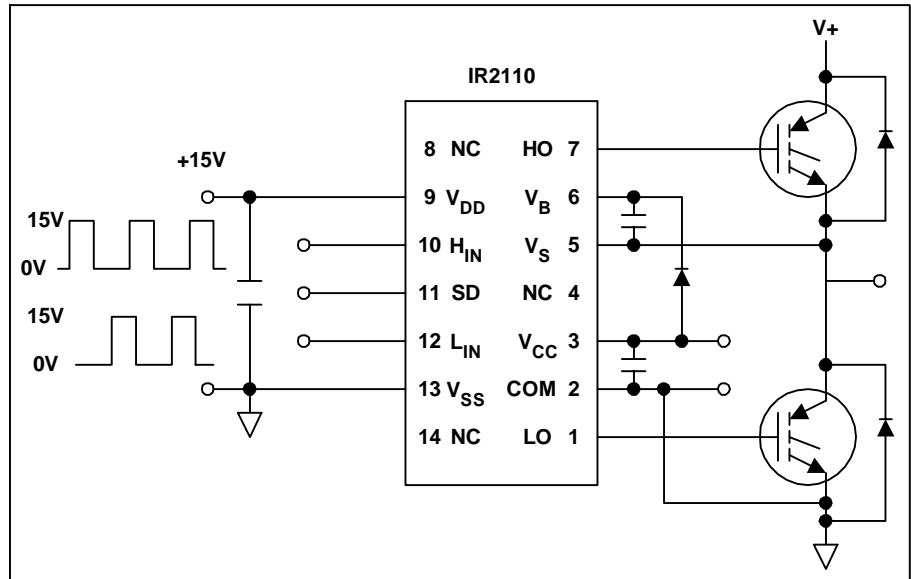 V+
IR2110
8 NC HO 7
+15V
9 VDD VB 6
15V
10 HIN VS 5
0V
11 SD NC 4
15V
12 LIN VCC 3
0V
13 VSS COM 2
14 NC LO 1